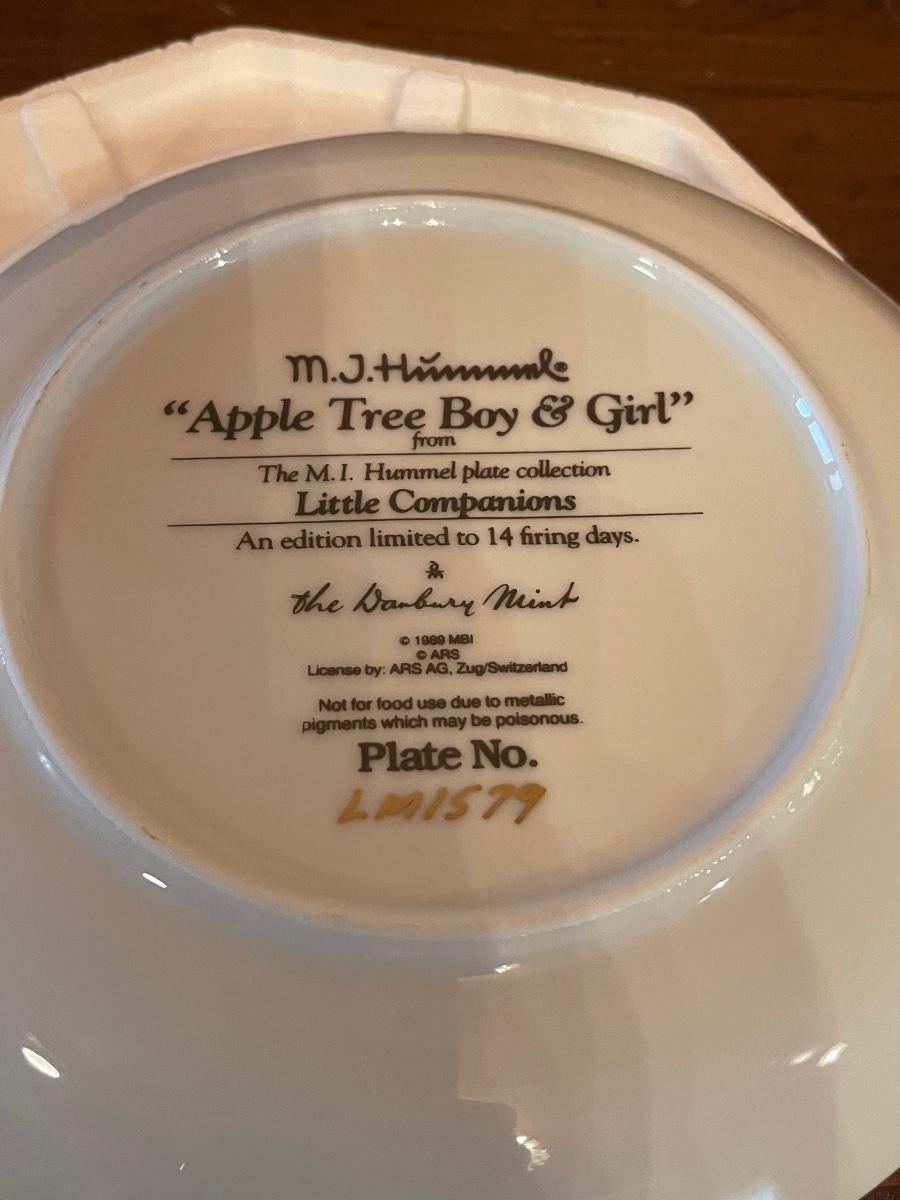 M.J. Hummel®
“Apple Tree Boy & Girl”
from
The M.I. Hummel plate collection
Little Companions
An edition limited to 14 firing days.
the Danbury Mint
© 1989 MBI
© ARS
License by: ARS AG, Zug/Switzerland
Not for food use due to metallic
pigments which may be poisonous.
Plate No.
LM1579